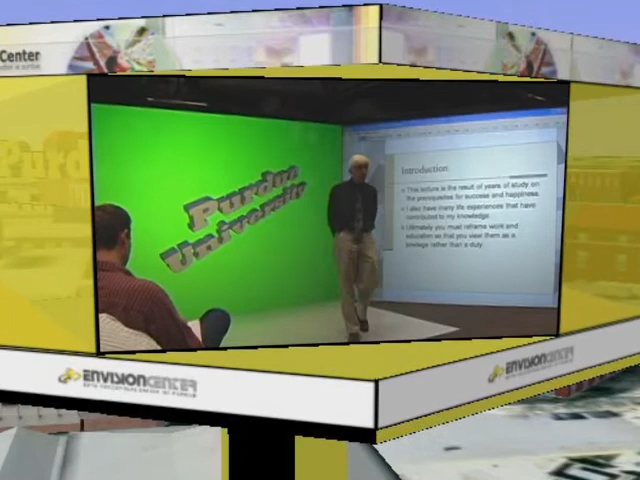 Center
Purdue
Purdue
University
Introduction
This lecture is the result of years of study on
the prerequisites for success and happiness.
I also have many life experiences that have
contributed to my knowledge
Ultimately you must reframe work and
education so that you view them as a
privilege rather than a duty
ENVISIONCENTER
ENVISIONCENTER